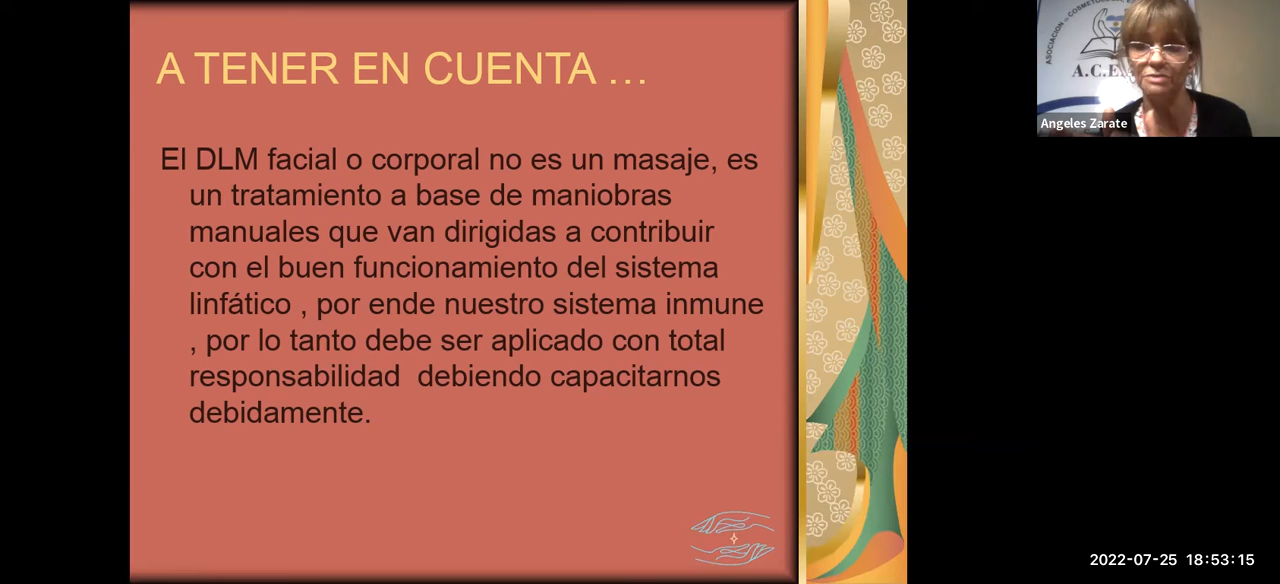 A TENER EN CUENTA ...
El DLM facial o corporal no es un masaje, es
un tratamiento a base de maniobras
manuales que van dirigidas a contribuir
con el buen funcionamiento del sistema
linfático , por ende nuestro sistema inmune
, por lo tanto debe ser aplicado con total
responsabilidad  debiendo capacitarnos
debidamente.
A.C.E.
Angeles Zarate
2022-07-25 18:53:15